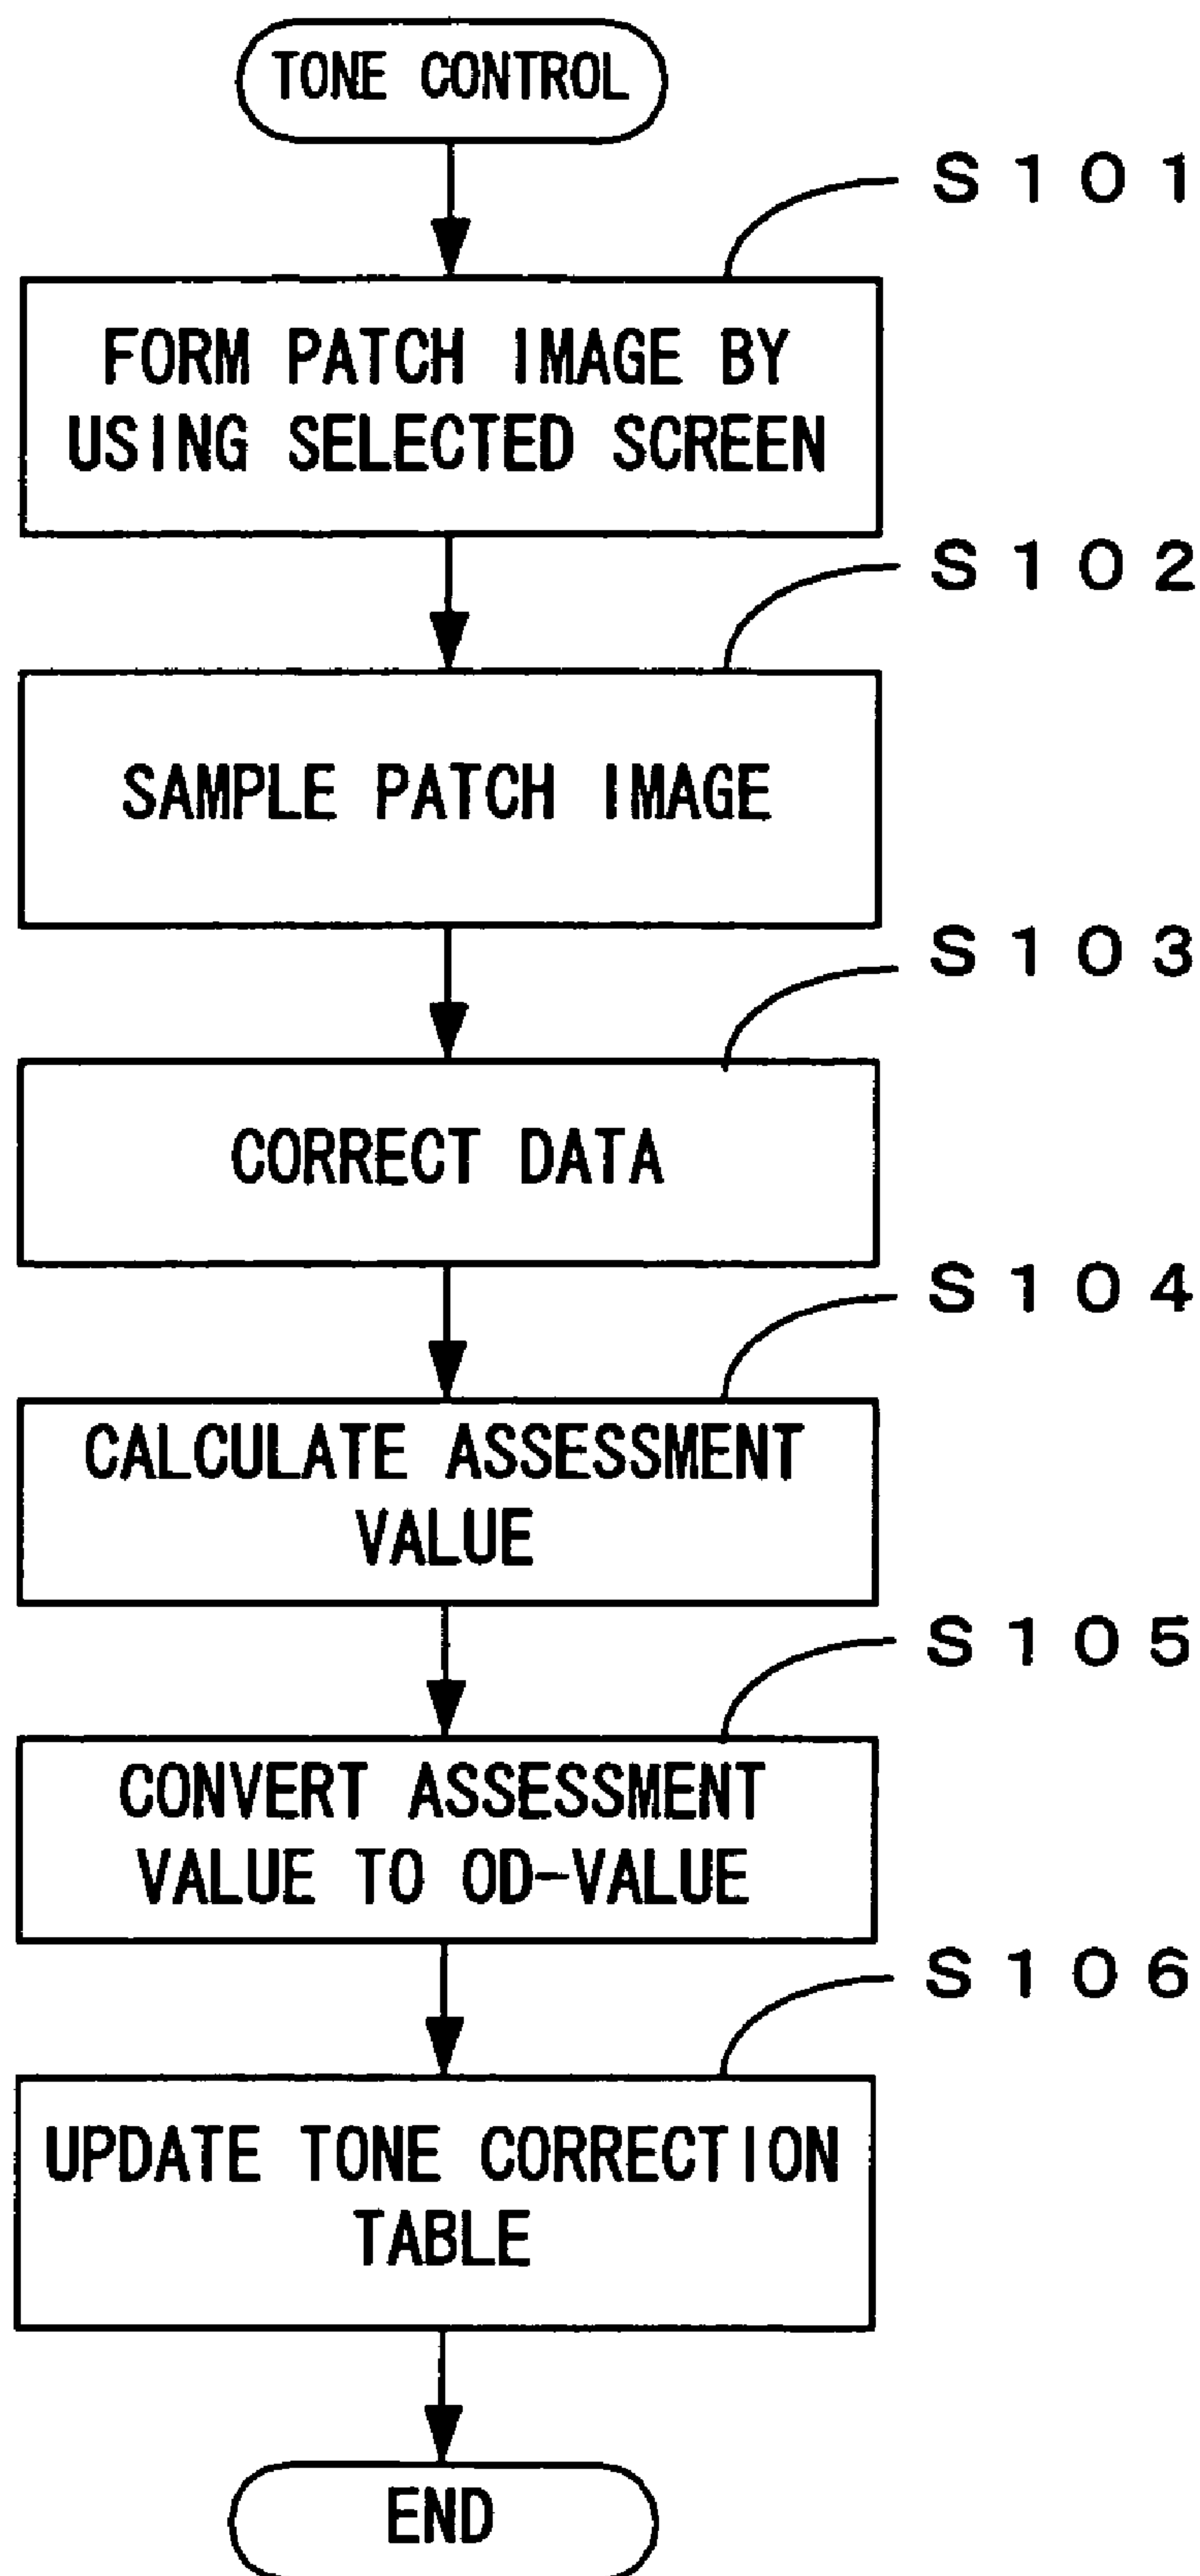 TONE CONTROL
S101
FORM PATCH IMAGE BY
USING SELECTED SCREEN
S102
SAMPLE PATCH IMAGE
S103
CORRECT DATA
S104
CALCULATE ASSESSMENT
VALUE
S105
CONVERT ASSESSMENT
VALUE TO OD-VALUE
S106
UPDATE TONE CORRECTION
TABLE
END